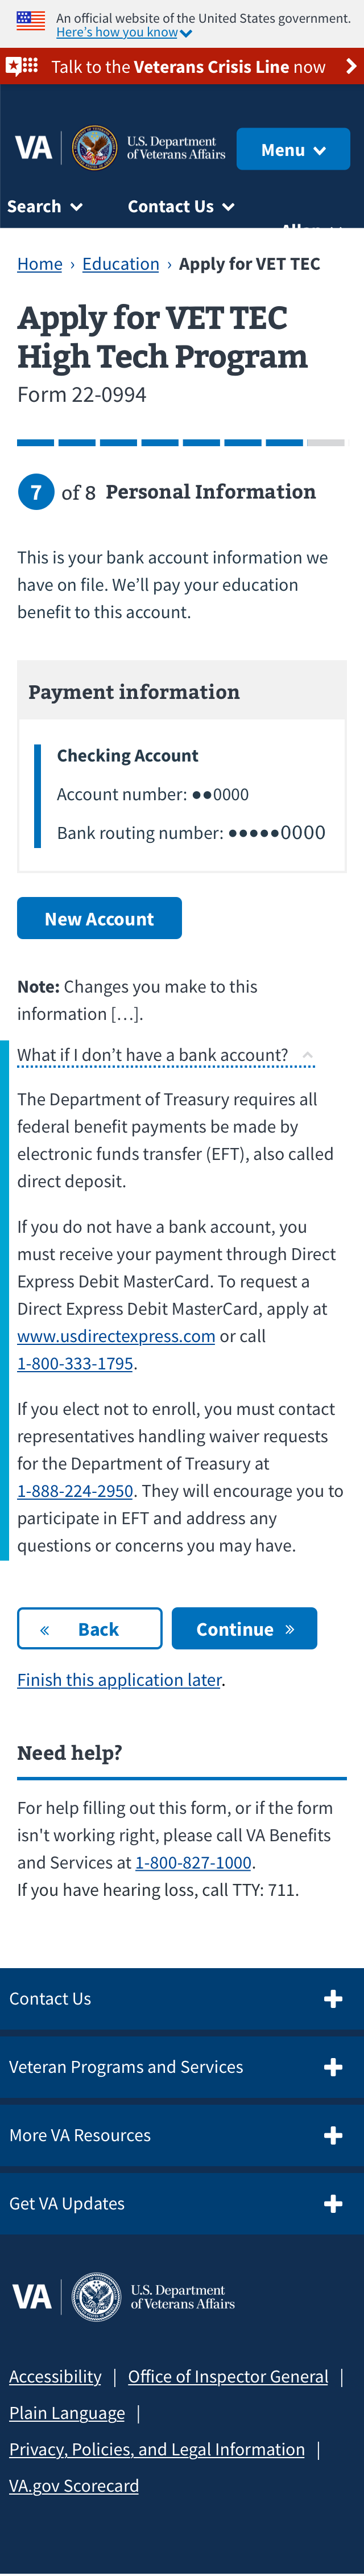 An official website of the United States government.
Here’s how you know
Talk to the Veterans Crisis Line now
VA
U.S. Department
of Veterans Affairs
Menu
Search
Contact Us
Home › Education › Apply for VET TEC
Apply for VET TEC
High Tech Program
Form 22-0994
7 of 8 Personal Information
This is your bank account information we
have on file. We’ll pay your education
benefit to this account.
Payment information
Checking Account
Account number: ●●0000
Bank routing number: ●●●●●0000
New Account
Note: Changes you make to this
information […].
What if I don’t have a bank account?
The Department of Treasury requires all
federal benefit payments be made by
electronic funds transfer (EFT), also called
direct deposit.
If you do not have a bank account, you
must receive your payment through Direct
Express Debit MasterCard. To request a
Direct Express Debit MasterCard, apply at
www.usdirectexpress.com or call
1-800-333-1795.
If you elect not to enroll, you must contact
representatives handling waiver requests
for the Department of Treasury at
1-888-224-2950. They will encourage you to
participate in EFT and address any
questions or concerns you may have.
« Back
Continue »
Finish this application later.
Need help?
For help filling out this form, or if the form
isn't working right, please call VA Benefits
and Services at 1-800-827-1000.
If you have hearing loss, call TTY: 711.
Contact Us
Veteran Programs and Services
More VA Resources
Get VA Updates
VA
U.S. Department
of Veterans Affairs
Accessibility | Office of Inspector General |
Plain Language |
Privacy, Policies, and Legal Information |
VA.gov Scorecard